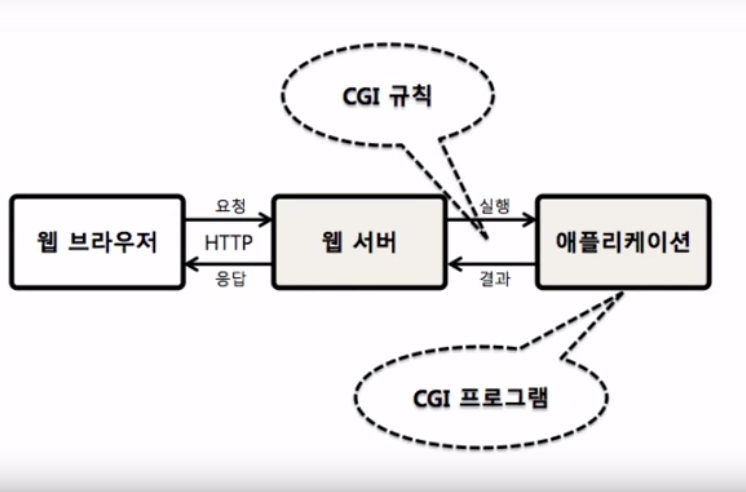 CGI 규칙
요청
실행
웹 브라우저
HTTP
웹 서버
애플리케이션
응답
결과
CGI 프로그램